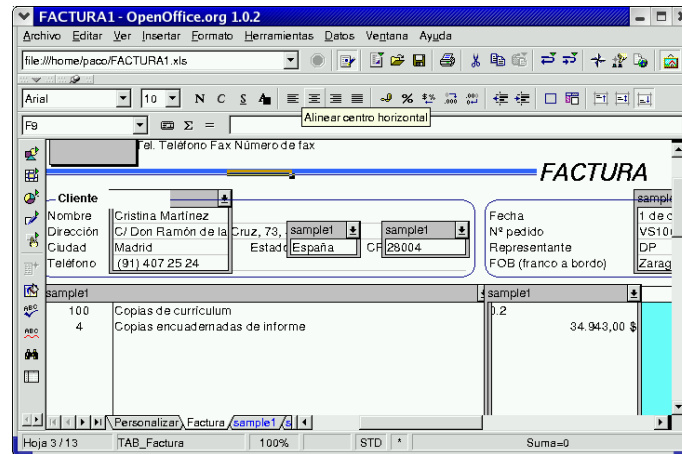 FACTURA1 - OpenOffice.org 1.0.2
Archivo Editar Ver Insertar Formato Herramientas Datos Ventana Ayuda
file:///home/paco/FACTURA1.xls
Arial 10 N C S A % $% .000
F9 Σ =
Alinear centro horizontal
Tel. Teléfono Fax Número de fax
FACTURA
Cliente sample
Nombre Cristina Martínez Fecha 1 de
Dirección C/ Don Ramón de la Cruz, 73, sample1 sample1 Nº pedido VS10
Ciudad Madrid Estado España CP 28004 Representante DP
Teléfono (91) 407 25 24 FOB (franco a bordo) Zarag
sample1 sample1
100 Copias de currículum 0.2
4 Copias encuadernadas de informe 34.943,00 $
Personalizar Factura sample1 s
Hoja 3 / 13 TAB_Factura 100% STD * Suma=0